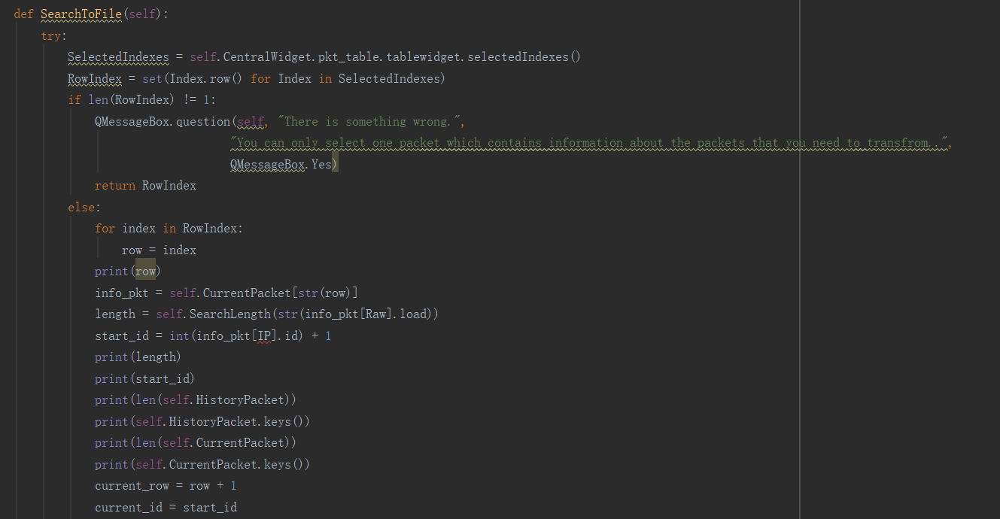 def SearchToFile(self):
    try:
        SelectedIndexes = self.CentralWidget.pkt_table.tablewidget.selectedIndexes()
        RowIndex = set(Index.row() for Index in SelectedIndexes)
        if len(RowIndex) != 1:
            QMessageBox.question(self, "There is something wrong.",
                                "You can only select one packet which contains information about the packets that you need to transfrom..",
                                QMessageBox.Yes)
            return RowIndex
        else:
            for index in RowIndex:
                row = index
            print(row)
            info_pkt = self.CurrentPacket[str(row)]
            length = self.SearchLength(str(info_pkt[Raw].load))
            start_id = int(info_pkt[IP].id) + 1
            print(length)
            print(start_id)
            print(len(self.HistoryPacket))
            print(self.HistoryPacket.keys())
            print(len(self.CurrentPacket))
            print(self.CurrentPacket.keys())
            current_row = row + 1
            current_id = start_id